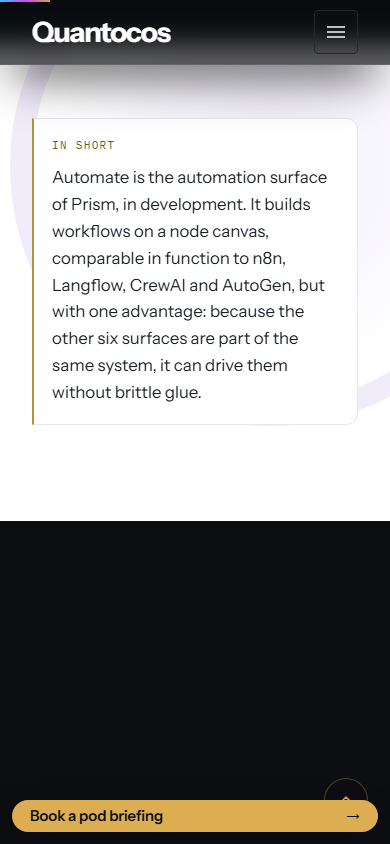 Quantocos
IN SHORT
Automate is the automation surface
of Prism, in development. It builds
workflows on a node canvas,
comparable in function to n8n,
Langflow, CrewAI and AutoGen, but
with one advantage: because the
other six surfaces are part of the
same system, it can drive them
without brittle glue.
Book a pod briefing →